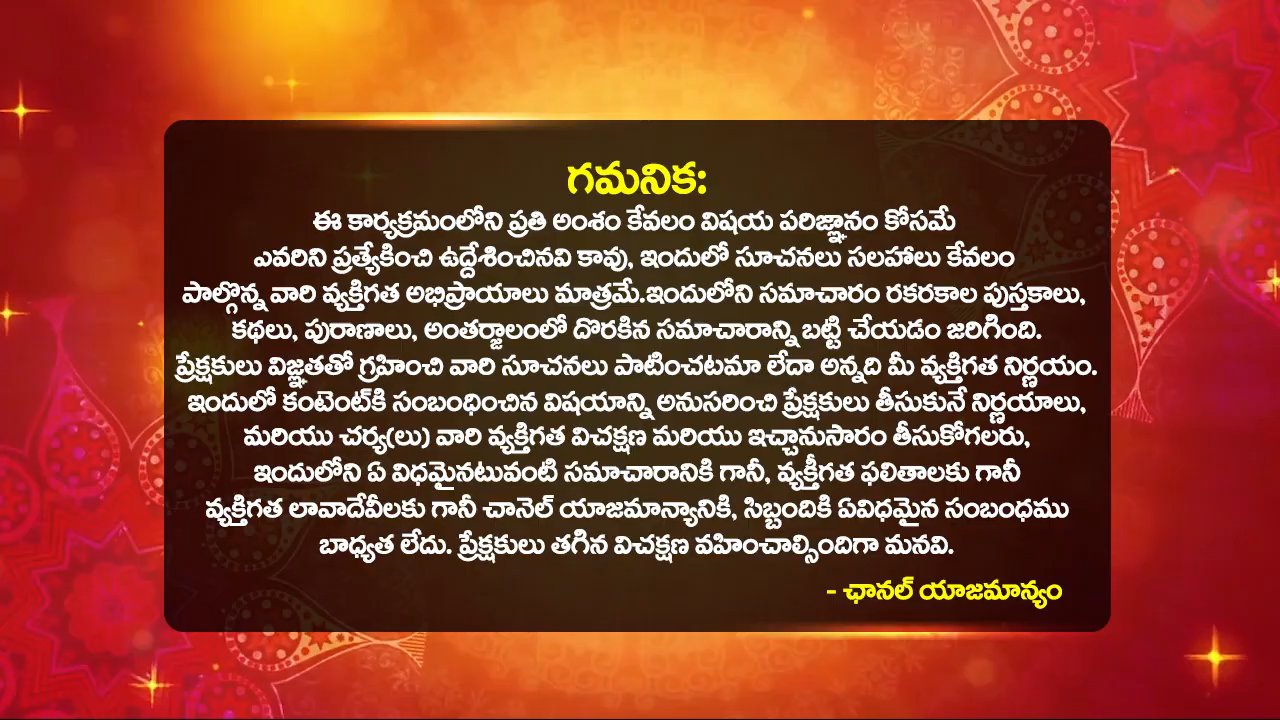 గమనిక:
ఈ కార్యక్రమంలోని ప్రతి అంశం కేవలం విషయ పరిజ్ఞానం కోసమే
ఎవరిని ప్రత్యేకించి ఉద్దేశించినవి కావు, ఇందులో సూచనలు సలహాలు కేవలం
పాల్గొన్న వారి వ్యక్తిగత అభిప్రాయాలు మాత్రమే.ఇందులోని సమాచారం రకరకాల పుస్తకాలు,
కథలు, పురాణాలు, అంతర్జాలంలో దొరకిన సమాచారాన్ని బట్టి చేయడం జరిగింది.
ప్రేక్షకులు విజ్ఞతతో గ్రహించి వారి సూచనలు పాటించటమా లేదా అన్నది మీ వ్యక్తిగత నిర్ణయం.
ఇందులో కంటెంట్‌కి సంబంధించిన విషయాన్ని అనుసరించి ప్రేక్షకులు తీసుకునే నిర్ణయాలు,
మరియు చర్య(లు) వారి వ్యక్తిగత విచక్షణ మరియు ఇచ్చానుసారం తీసుకోగలరు,
ఇందులోని ఏ విధమైనటువంటి సమాచారానికి గానీ, వ్యక్తీగత ఫలితాలకు గానీ
వ్యక్తిగత లావాదేవీలకు గానీ చానెల్ యాజమాన్యానికి, సిబ్బందికి ఏవిధమైన సంబంధము
బాధ్యత లేదు. ప్రేక్షకులు తగిన విచక్షణ వహించాల్సిందిగా మనవి.
- ఛానల్ యాజమాన్యం